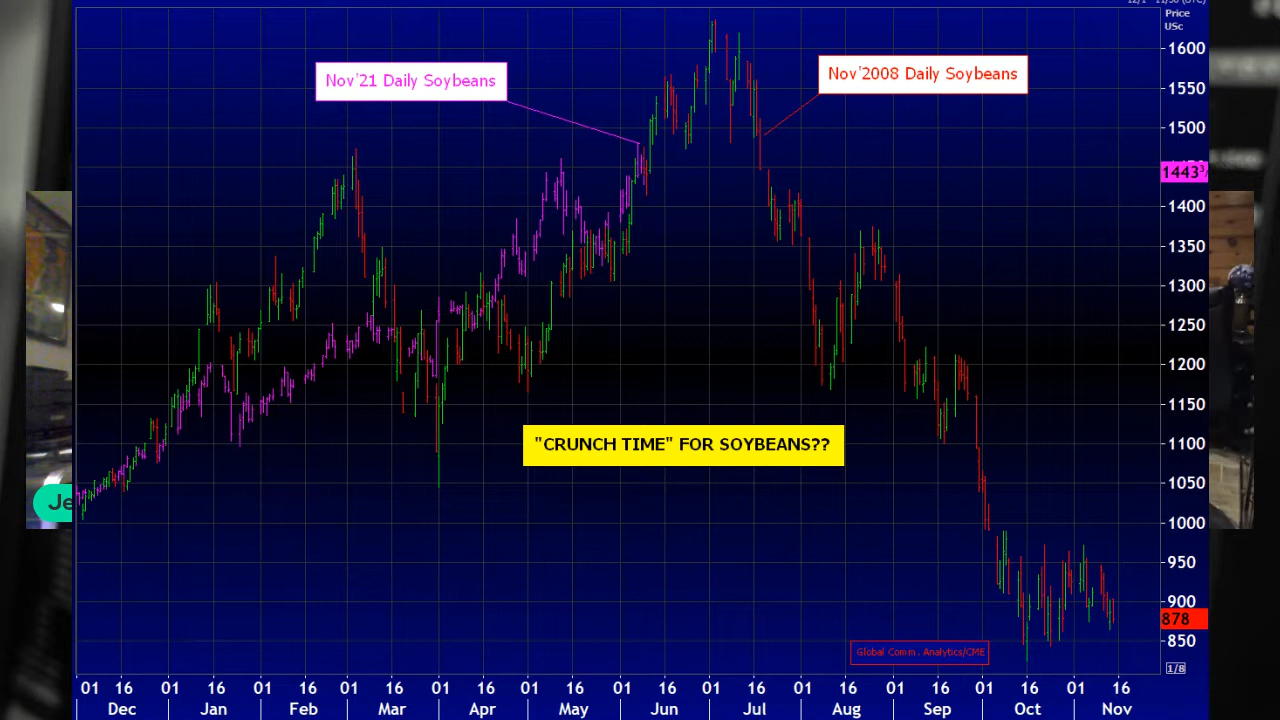 Price
USc
1600
Nov'21 Daily Soybeans
Nov'2008 Daily Soybeans
1550
1500
1443
1400
1350
1300
1250
1200
1150
"CRUNCH TIME" FOR SOYBEANS??
1100
1050
Je
1000
950
900
878
850
Global Comm. Analytics/CME
1/8
01 16 01 16 01 16 01 16 01 16 01 16 01 16 01 16 01 16 01 16 01 16 01 16
Dec Jan Feb Mar Apr May Jun Jul Aug Sep Oct Nov